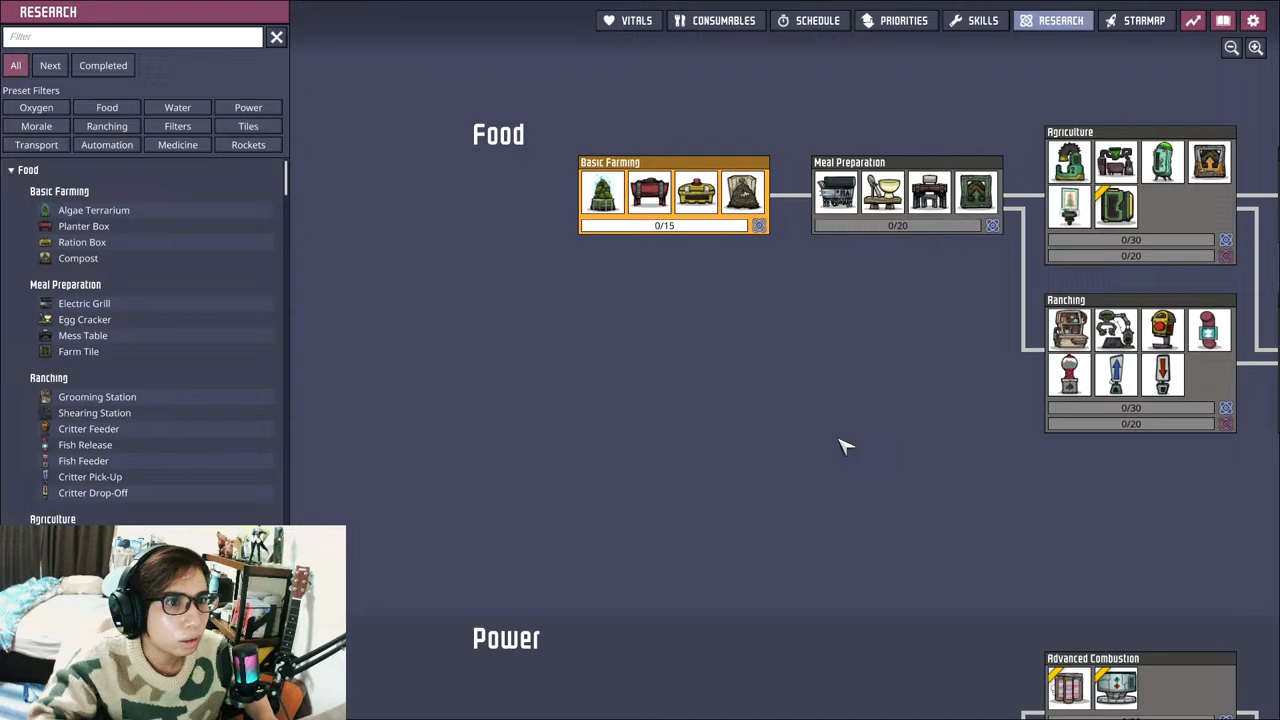 RESEARCH
VITALS
CONSUMABLES
SCHEDULE
PRIORITIES
SKILLS
RESEARCH
STARMAP
Filter
All
Next
Completed
Preset Filters
Oxygen
Food
Water
Power
Morale
Ranching
Filters
Tiles
Transport
Automation
Medicine
Rockets
Food
Basic Farming
Algae Terrarium
Planter Box
Ration Box
Compost
Meal Preparation
Electric Grill
Egg Cracker
Mess Table
Farm Tile
Ranching
Grooming Station
Shearing Station
Critter Feeder
Fish Release
Fish Feeder
Critter Pick-Up
Critter Drop-Off
Agriculture
Food
Basic Farming
0/15
Meal Preparation
0/20
Agriculture
0/30
0/20
Ranching
0/30
0/20
Power
Advanced Combustion